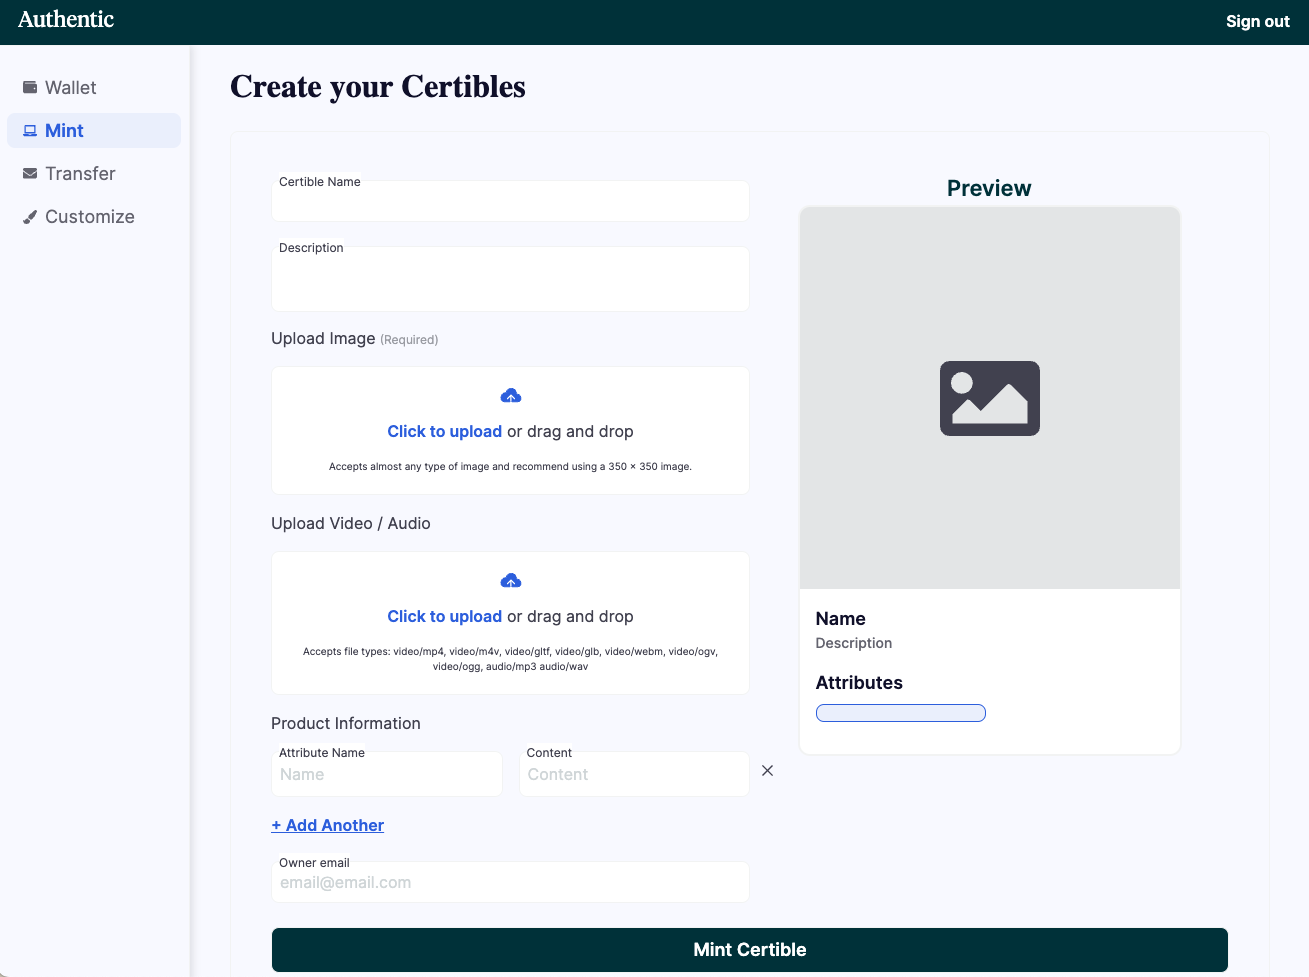 Authentic
Sign out
Wallet
Mint
Transfer
Customize
Create your Certibles
Certible Name
Description
Upload Image (Required)
Click to upload or drag and drop
Accepts almost any type of image and recommend using a 350 × 350 image.
Upload Video / Audio
Click to upload or drag and drop
Accepts file types: video/mp4, video/m4v, video/gltf, video/glb, video/webm, video/ogv,
video/ogg, audio/mp3 audio/wav
Product Information
Attribute Name
Name
Content
Content
+ Add Another
Owner email
email@email.com
Preview
Name
Description
Attributes
Mint Certible